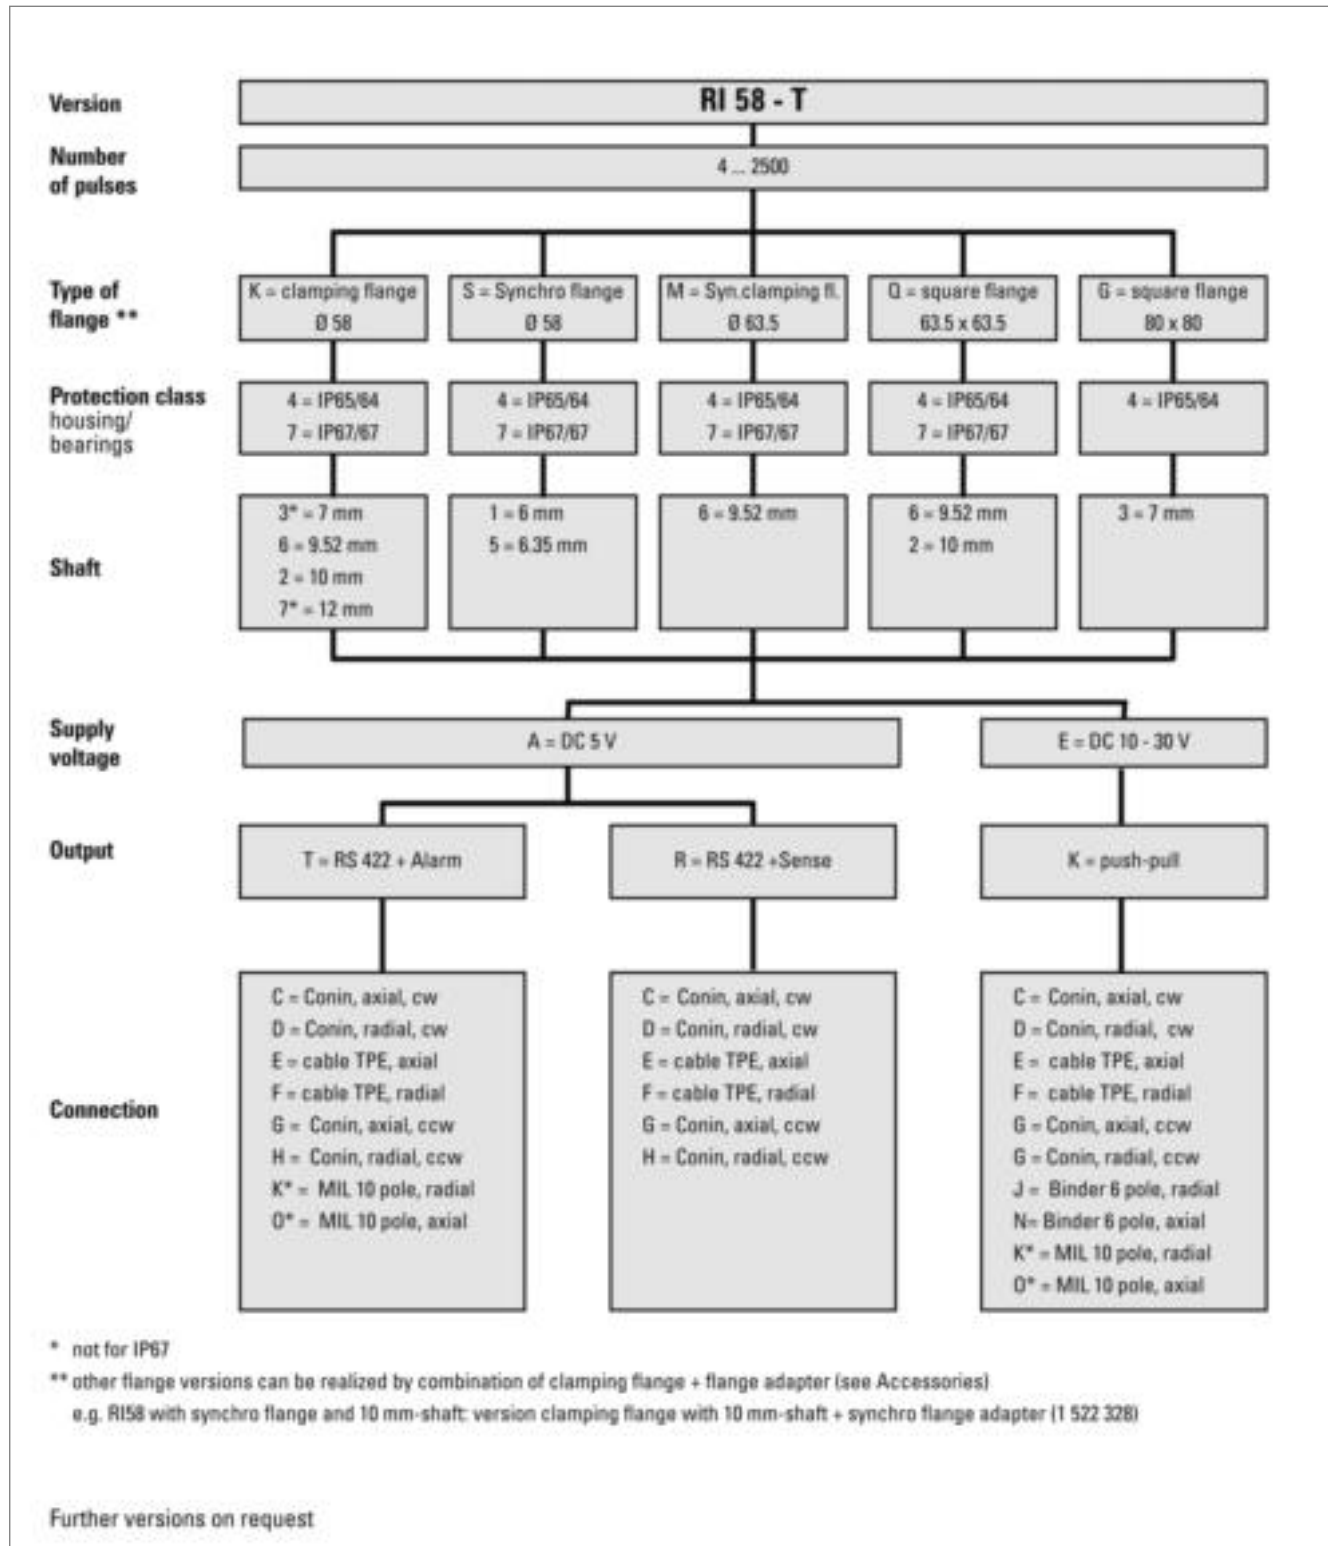 Version
RI 58 - T
Number
of pulses
4 ... 2500
Type of
flange **
K = clamping flange
Ø 58
S = Synchro flange
Ø 58
M = Syn.clamping fl.
Ø 63.5
Q = square flange
63.5 x 63.5
G = square flange
80 x 80
Protection class
housing/
bearings
4 = IP65/64
7 = IP67/67
4 = IP65/64
7 = IP67/67
4 = IP65/64
7 = IP67/67
4 = IP65/64
7 = IP67/67
4 = IP65/64
Shaft
3* = 7 mm
6 = 9.52 mm
2 = 10 mm
7* = 12 mm
1 = 6 mm
5 = 6.35 mm
6 = 9.52 mm
6 = 9.52 mm
2 = 10 mm
3 = 7 mm
Supply
voltage
A = DC 5 V
E = DC 10 - 30 V
Output
T = RS 422 + Alarm
R = RS 422 +Sense
K = push-pull
Connection
C = Conin, axial, cw
D = Conin, radial, cw
E = cable TPE, axial
F = cable TPE, radial
G = Conin, axial, ccw
H = Conin, radial, ccw
K* = MIL 10 pole, radial
O* = MIL 10 pole, axial
C = Conin, axial, cw
D = Conin, radial, cw
E = cable TPE, axial
F = cable TPE, radial
G = Conin, axial, ccw
H = Conin, radial, ccw
C = Conin, axial, cw
D = Conin, radial, cw
E = cable TPE, axial
F = cable TPE, radial
G = Conin, axial, ccw
G = Conin, radial, ccw
J = Binder 6 pole, radial
N= Binder 6 pole, axial
K* = MIL 10 pole, radial
O* = MIL 10 pole, axial
* not for IP67
** other flange versions can be realized by combination of clamping flange + flange adapter (see Accessories)
e.g. RI58 with synchro flange and 10 mm-shaft: version clamping flange with 10 mm-shaft + synchro flange adapter (1 522 328)
Further versions on request